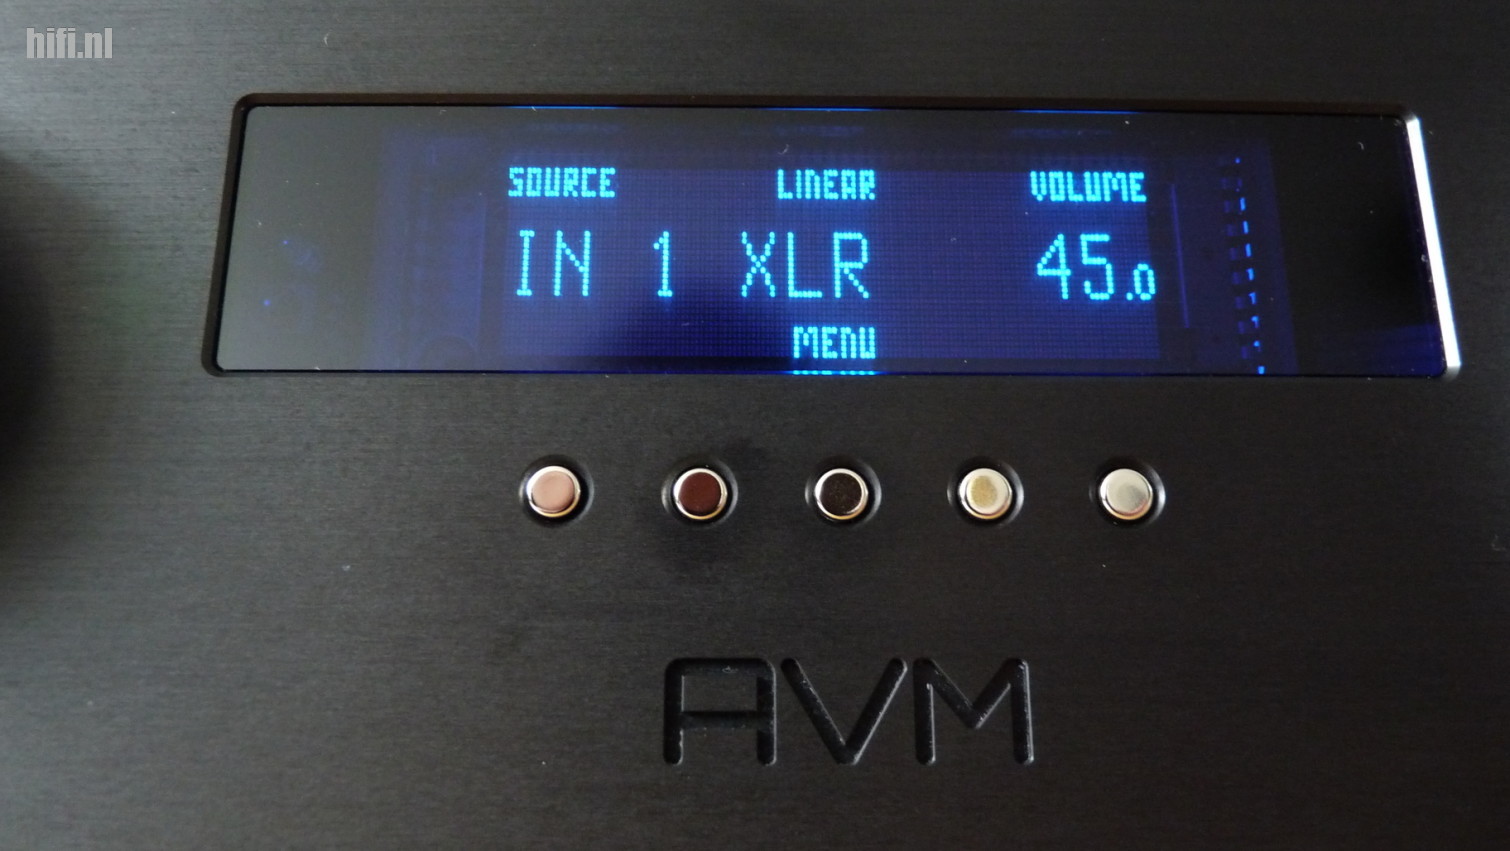 hifi.nl
SOURCE LINEAR VOLUME
IN 1 XLR 45.0
MENU
AVM